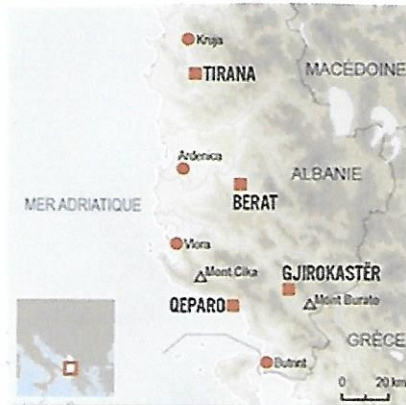 Kruja
TIRANA
MACÉDOINE
Ardenica
ALBANIE
BERAT
MER ADRIATIQUE
Vlora
Mont Cika
GJIROKASTËR
QEPARO
Mont Burato
GRÈCE
Butrint
0 20 km